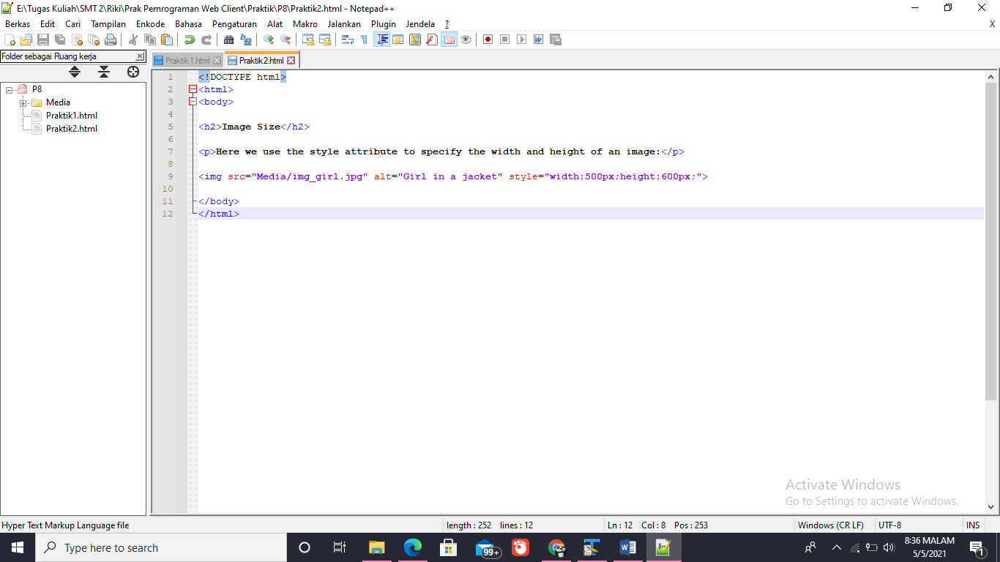 E:\Tugas Kuliah\SMT 2\Riki\Prak Pemrograman Web Client\Praktik\P8\Praktik2.html - Notepad++
Berkas Edit Cari Tampilan Enkode Bahasa Pengaturan Alat Makro Jalankan Plugin Jendela ? X
Folder sebagai Ruang kerja
Praktik1.html Praktik2.html
P8
Media
Praktik1.html
Praktik2.html
1 <!DOCTYPE html>
2 <html>
3 <body>
4
5 <h2>Image Size</h2>
6
7 <p>Here we use the style attribute to specify the width and height of an image:</p>
8
9 <img src="Media/img_girl.jpg" alt="Girl in a jacket" style="width:500px;height:600px;">
10
11 </body>
12 </html>
Activate Windows
Go to Settings to activate Windows.
Hyper Text Markup Language file length : 252 lines : 12 Ln : 12 Col : 8 Pos : 253 Windows (CR LF) UTF-8 INS
Type here to search
99+
8:36 MALAM
5/5/2021
1